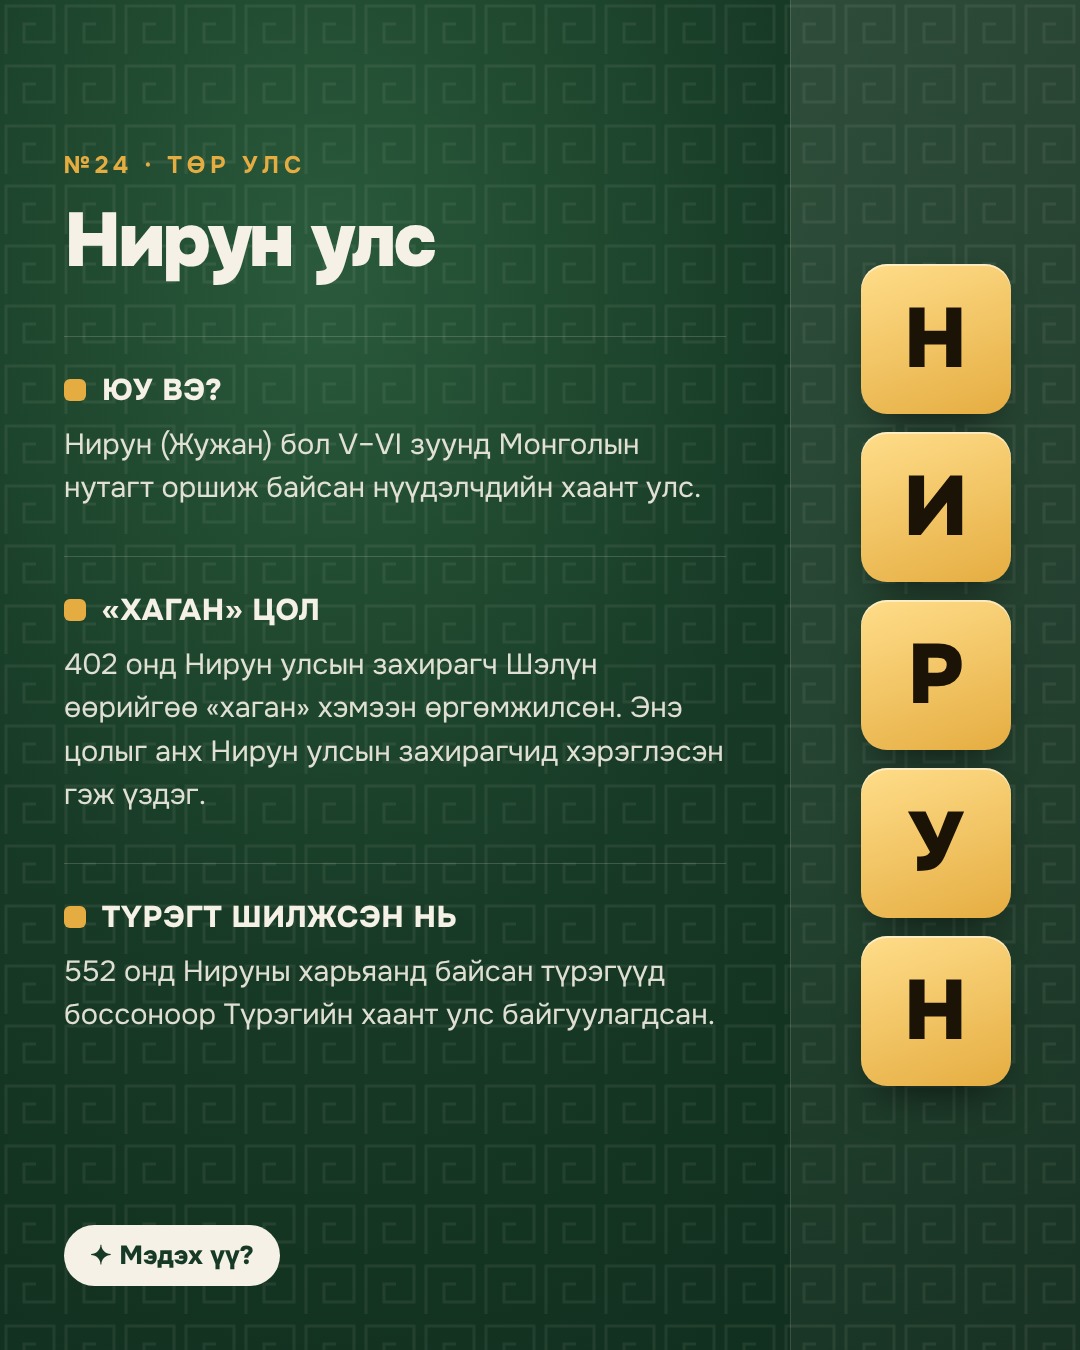 №24 · ТӨР УЛС
Нирун улс
ЮУ ВЭ?
Нирун (Жужан) бол V–VI зуунд Монголын
нутагт оршиж байсан нүүдэлчдийн хаант улс.
«ХАГАН» ЦОЛ
402 онд Нирун улсын захирагч Шэлүн
өөрийгөө «хаган» хэмээн өргөмжилсөн. Энэ
цолыг анх Нирун улсын захирагчид хэрэглэсэн
гэж үздэг.
ТҮРЭГТ ШИЛЖСЭН НЬ
552 онд Нируны харьяанд байсан түрэгүүд
боссоноор Түрэгийн хаант улс байгуулагдсан.
✦ Мэдэх үү?
Н
И
Р
У
Н